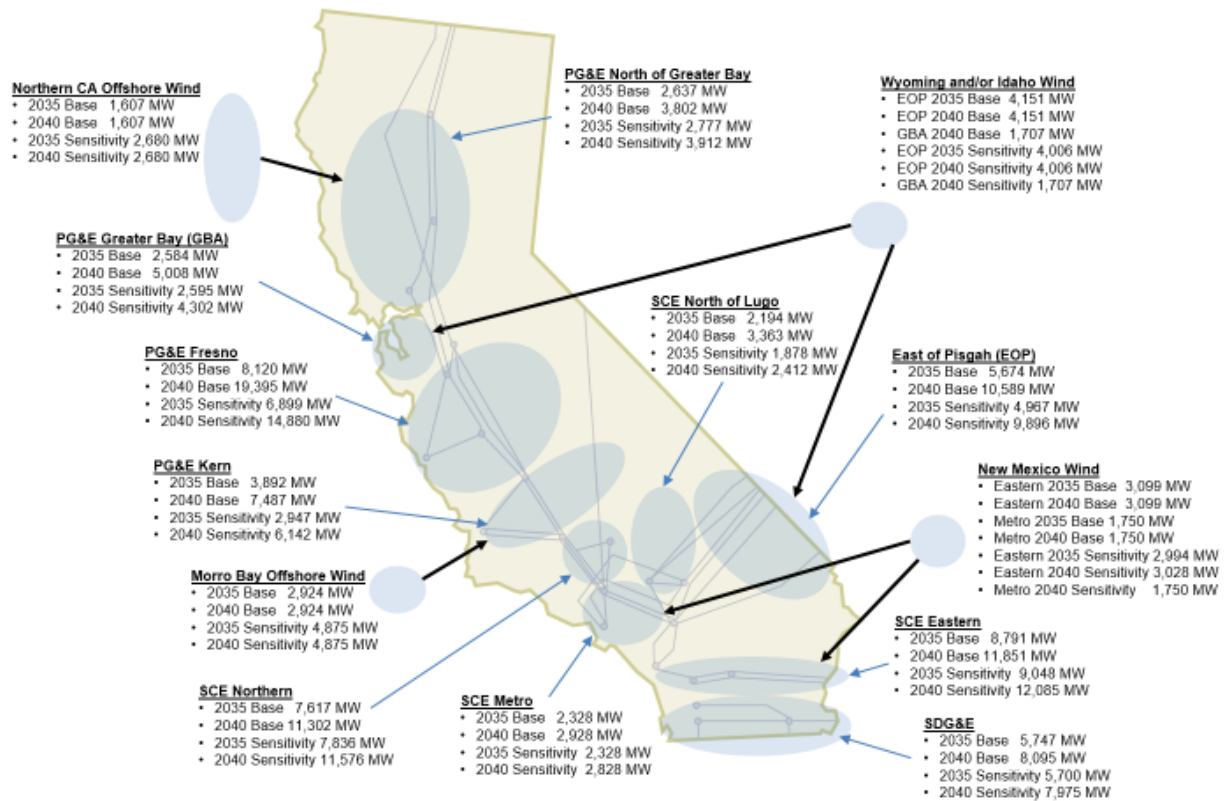 Northern CA Offshore Wind
• 2035 Base 1,607 MW
• 2040 Base 1,607 MW
• 2035 Sensitivity 2,680 MW
• 2040 Sensitivity 2,680 MW
PG&E North of Greater Bay
• 2035 Base 2,637 MW
• 2040 Base 3,802 MW
• 2035 Sensitivity 2,777 MW
• 2040 Sensitivity 3,912 MW
Wyoming and/or Idaho Wind
• EOP 2035 Base 4,151 MW
• EOP 2040 Base 4,151 MW
• GBA 2040 Base 1,707 MW
• EOP 2035 Sensitivity 4,006 MW
• EOP 2040 Sensitivity 4,006 MW
• GBA 2040 Sensitivity 1,707 MW
PG&E Greater Bay (GBA)
• 2035 Base 2,584 MW
• 2040 Base 5,008 MW
• 2035 Sensitivity 2,595 MW
• 2040 Sensitivity 4,302 MW
SCE North of Lugo
• 2035 Base 2,194 MW
• 2040 Base 3,363 MW
• 2035 Sensitivity 1,878 MW
• 2040 Sensitivity 2,412 MW
PG&E Fresno
• 2035 Base 8,120 MW
• 2040 Base 19,395 MW
• 2035 Sensitivity 6,899 MW
• 2040 Sensitivity 14,880 MW
East of Pisgah (EOP)
• 2035 Base 5,674 MW
• 2040 Base 10,589 MW
• 2035 Sensitivity 4,967 MW
• 2040 Sensitivity 9,896 MW
PG&E Kern
• 2035 Base 3,892 MW
• 2040 Base 7,487 MW
• 2035 Sensitivity 2,947 MW
• 2040 Sensitivity 6,142 MW
New Mexico Wind
• Eastern 2035 Base 3,099 MW
• Eastern 2040 Base 3,099 MW
• Metro 2035 Base 1,750 MW
• Metro 2040 Base 1,750 MW
• Eastern 2035 Sensitivity 2,994 MW
• Eastern 2040 Sensitivity 3,028 MW
• Metro 2040 Sensitivity 1,750 MW
Morro Bay Offshore Wind
• 2035 Base 2,924 MW
• 2040 Base 2,924 MW
• 2035 Sensitivity 4,875 MW
• 2040 Sensitivity 4,875 MW
SCE Eastern
• 2035 Base 8,791 MW
• 2040 Base 11,851 MW
• 2035 Sensitivity 9,048 MW
• 2040 Sensitivity 12,085 MW
SCE Northern
• 2035 Base 7,617 MW
• 2040 Base 11,302 MW
• 2035 Sensitivity 7,836 MW
• 2040 Sensitivity 11,576 MW
SCE Metro
• 2035 Base 2,328 MW
• 2040 Base 2,928 MW
• 2035 Sensitivity 2,328 MW
• 2040 Sensitivity 2,828 MW
SDG&E
• 2035 Base 5,747 MW
• 2040 Base 8,095 MW
• 2035 Sensitivity 5,700 MW
• 2040 Sensitivity 7,975 MW